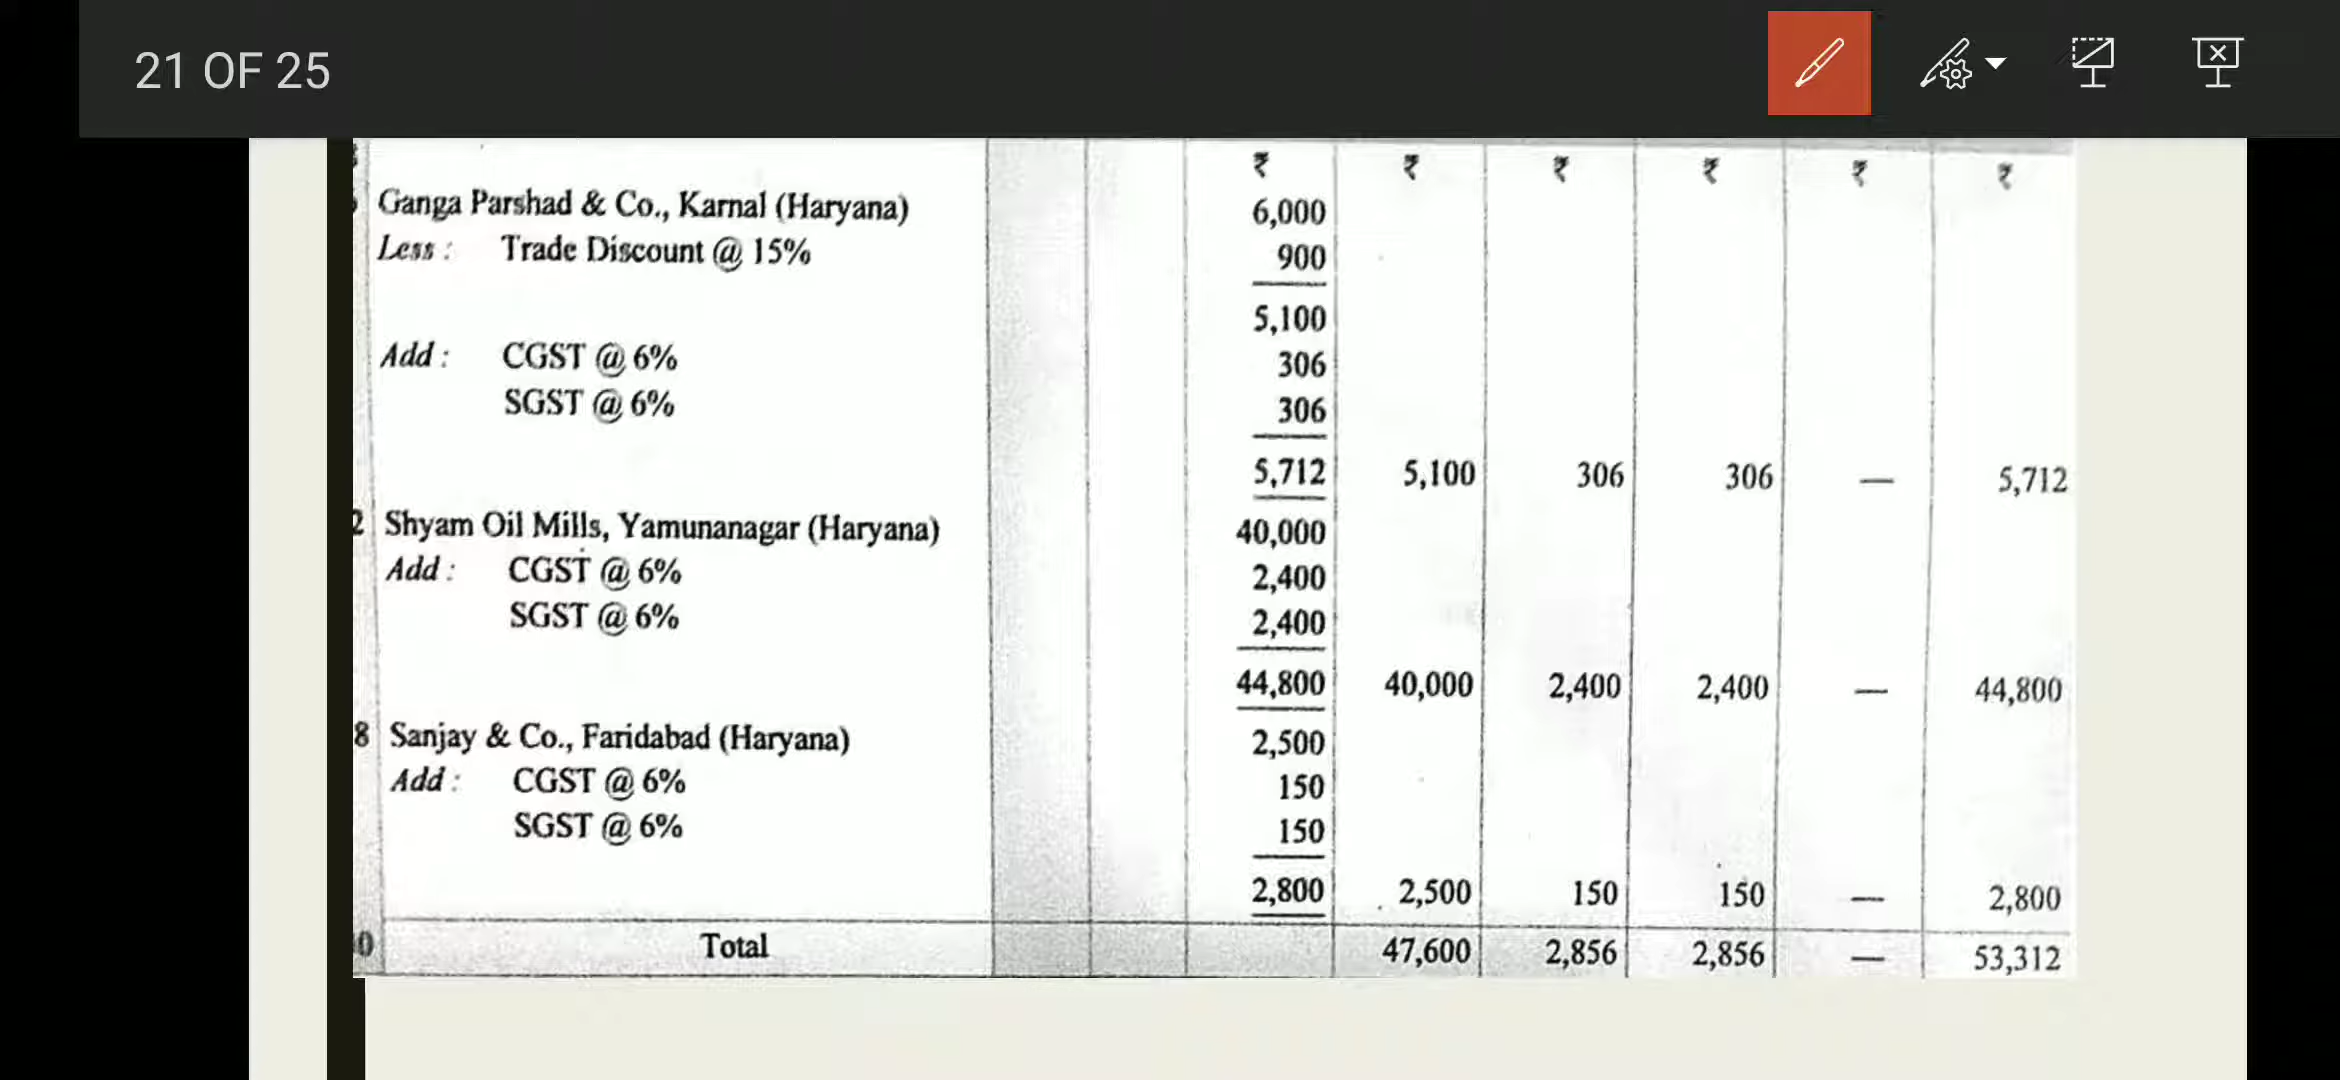 21 OF 25
₹ ₹ ₹ ₹ ₹ ₹
Ganga Parshad & Co., Karnal (Haryana) 6,000
Less : Trade Discount @ 15% 900
5,100
Add : CGST @ 6% 306
SGST @ 6% 306
5,712 5,100 306 306 — 5,712
2 Shyam Oil Mills, Yamunanagar (Haryana) 40,000
Add : CGST @ 6% 2,400
SGST @ 6% 2,400
44,800 40,000 2,400 2,400 — 44,800
8 Sanjay & Co., Faridabad (Haryana) 2,500
Add : CGST @ 6% 150
SGST @ 6% 150
2,800 2,500 150 150 — 2,800
0 Total 47,600 2,856 2,856 — 53,312